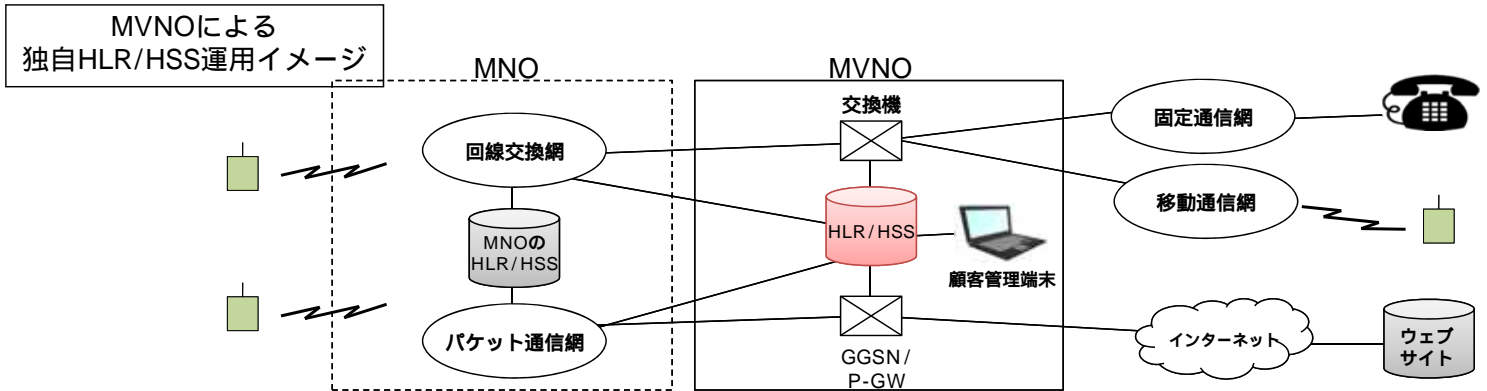 MVNOによる
独自HLR/HSS運用イメージ
MNO
MVNO
交換機
固定通信網
回線交換網
移動通信網
MNOの
HLR/HSS
HLR/HSS
顧客管理端末
パケット通信網
インターネット
ウェブ
サイト
GGSN/
P-GW